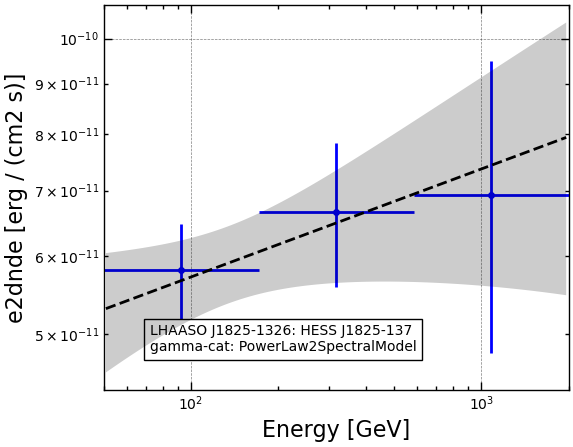 10⁻¹⁰
9×10⁻¹¹
8×10⁻¹¹
7×10⁻¹¹
6×10⁻¹¹
5×10⁻¹¹
e2dnde [erg / (cm2 s)]
LHAASO J1825-1326: HESS J1825-137
gamma-cat: PowerLaw2SpectralModel
10² 10³
Energy [GeV]